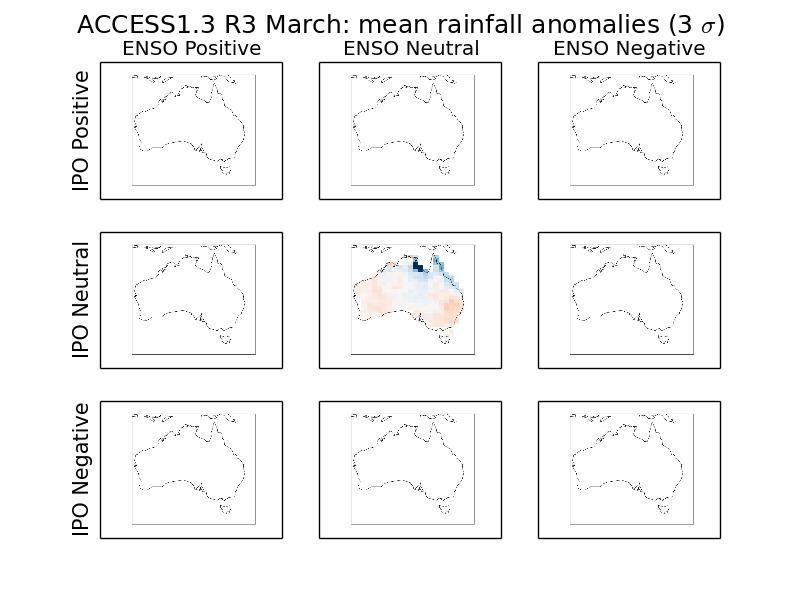 ACCESS1.3 R3 March: mean rainfall anomalies (3 σ)
ENSO Positive
ENSO Neutral
ENSO Negative
IPO Positive
IPO Neutral
IPO Negative